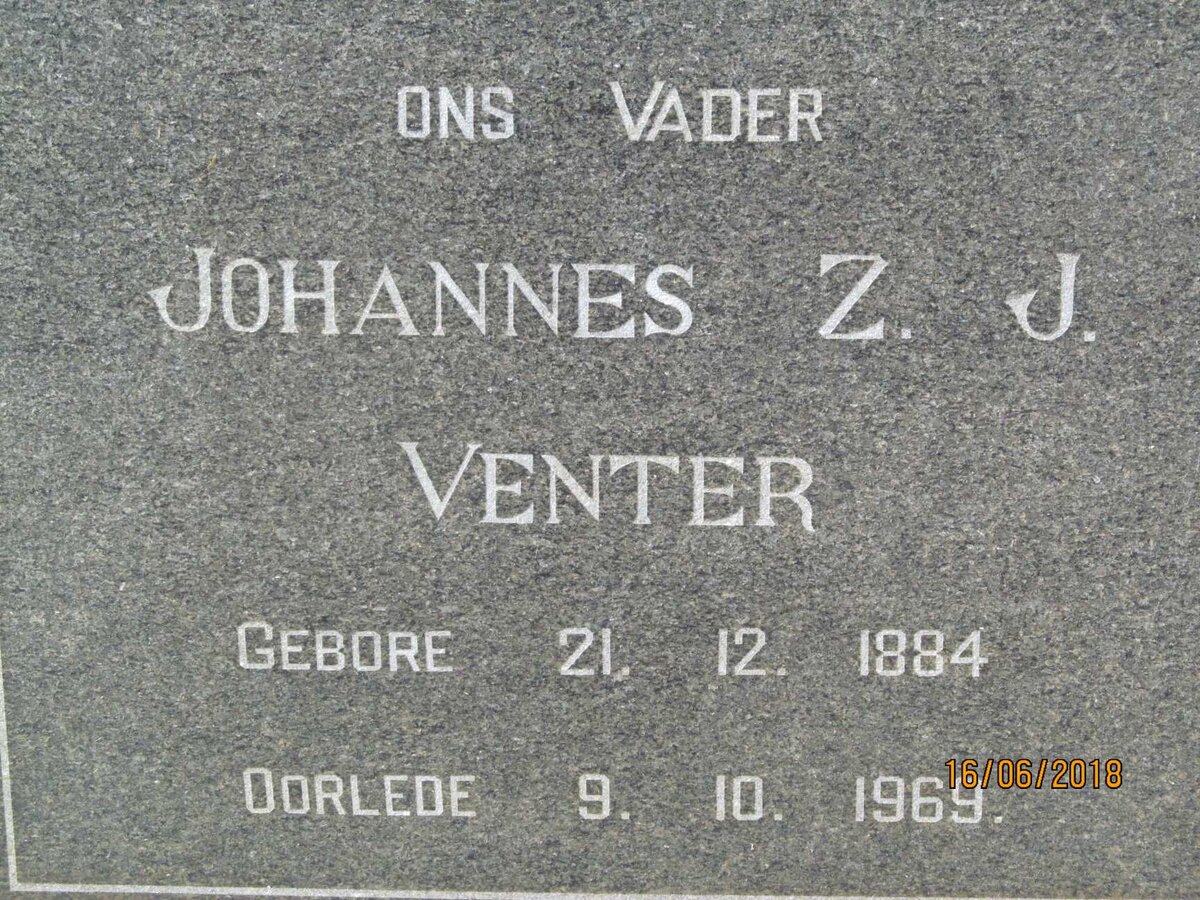 ONS VADER
JOHANNES Z. J.
VENTER
GEBORE 21. 12. 1884
OORLEDE 9. 10. 1969.
16/06/2018